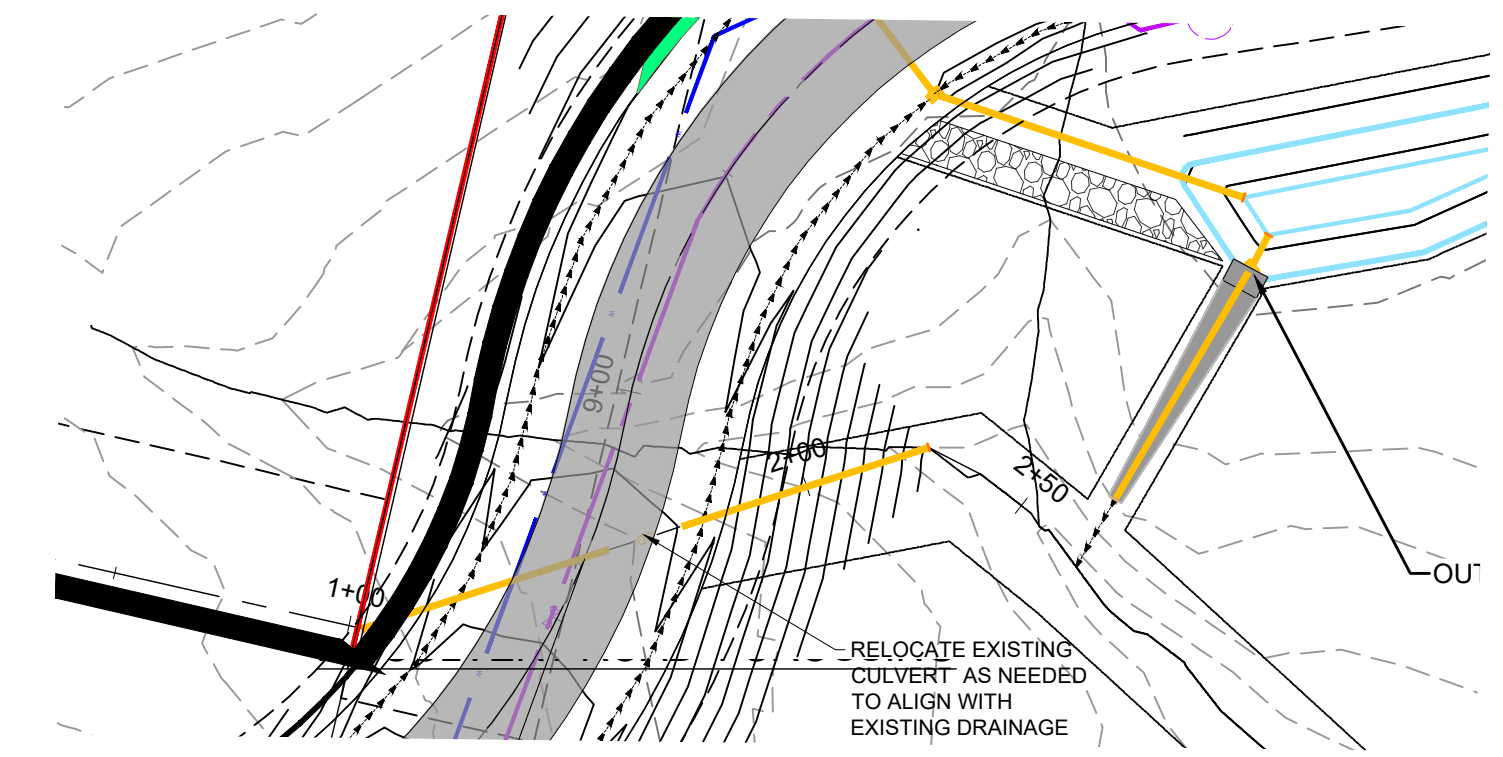 9+00
2+00
2+50
OUT
1+00
RELOCATE EXISTING
CULVERT AS NEEDED
TO ALIGN WITH
EXISTING DRAINAGE
W
W
W